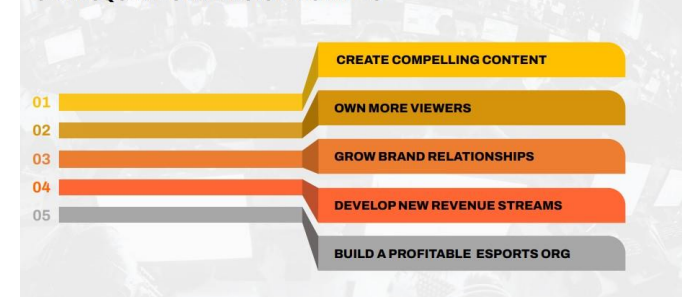 CREATE COMPELLING CONTENT
01
OWN MORE VIEWERS
02
GROW BRAND RELATIONSHIPS
03
DEVELOP NEW REVENUE STREAMS
04
BUILD A PROFITABLE ESPORTS ORG
05